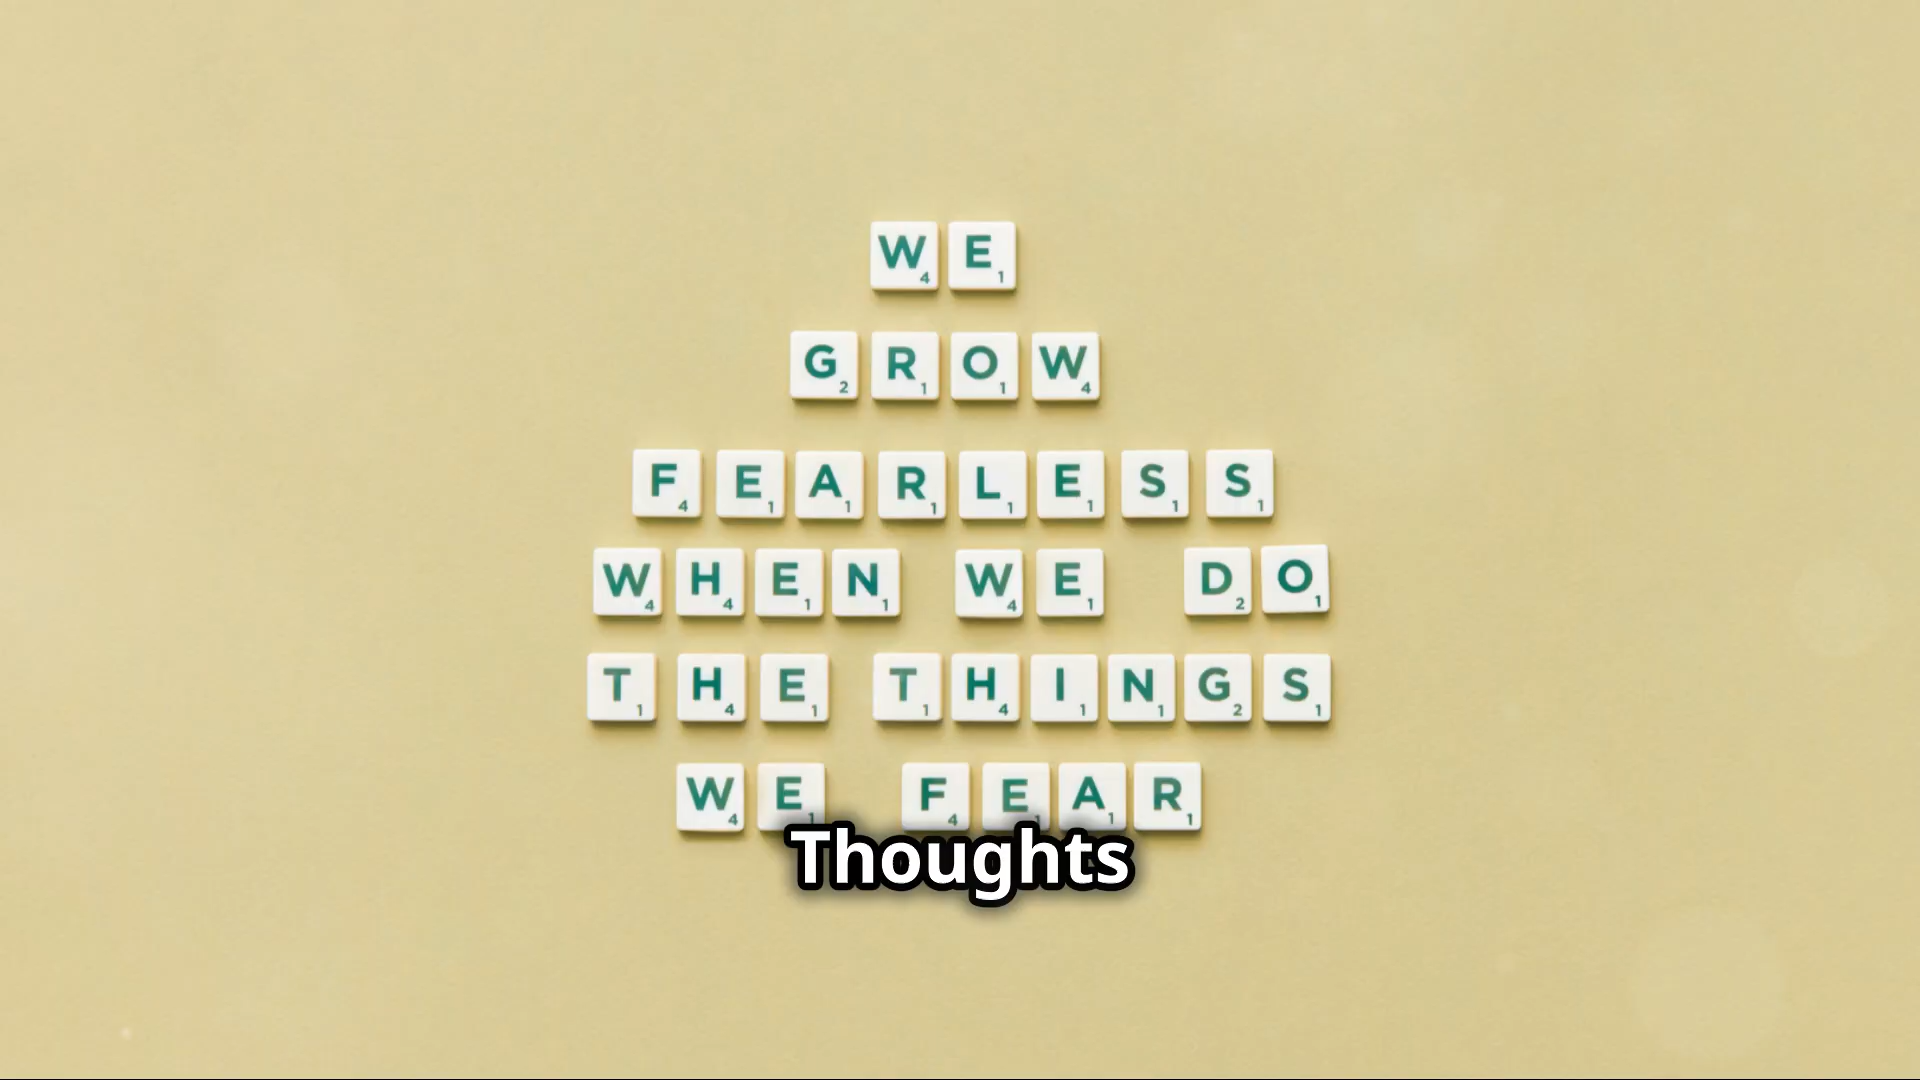 WE
GROW
FEARLESS
WHEN WE DO
THE THINGS
WE FEAR
Thoughts